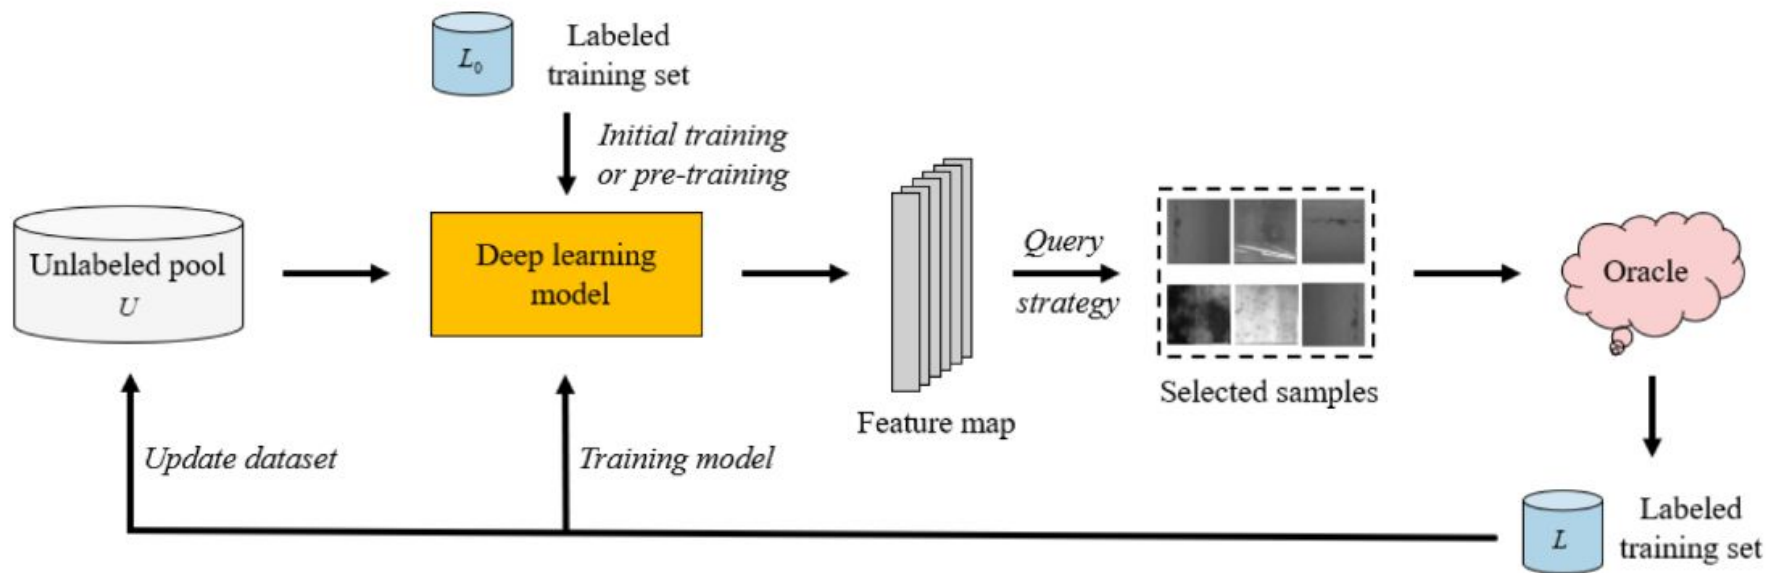 L₀
Labeled
training set
Initial training
or pre-training
Unlabeled pool
U
Deep learning
model
Query
strategy
Oracle
Feature map
Selected samples
Update dataset
Training model
L
Labeled
training set